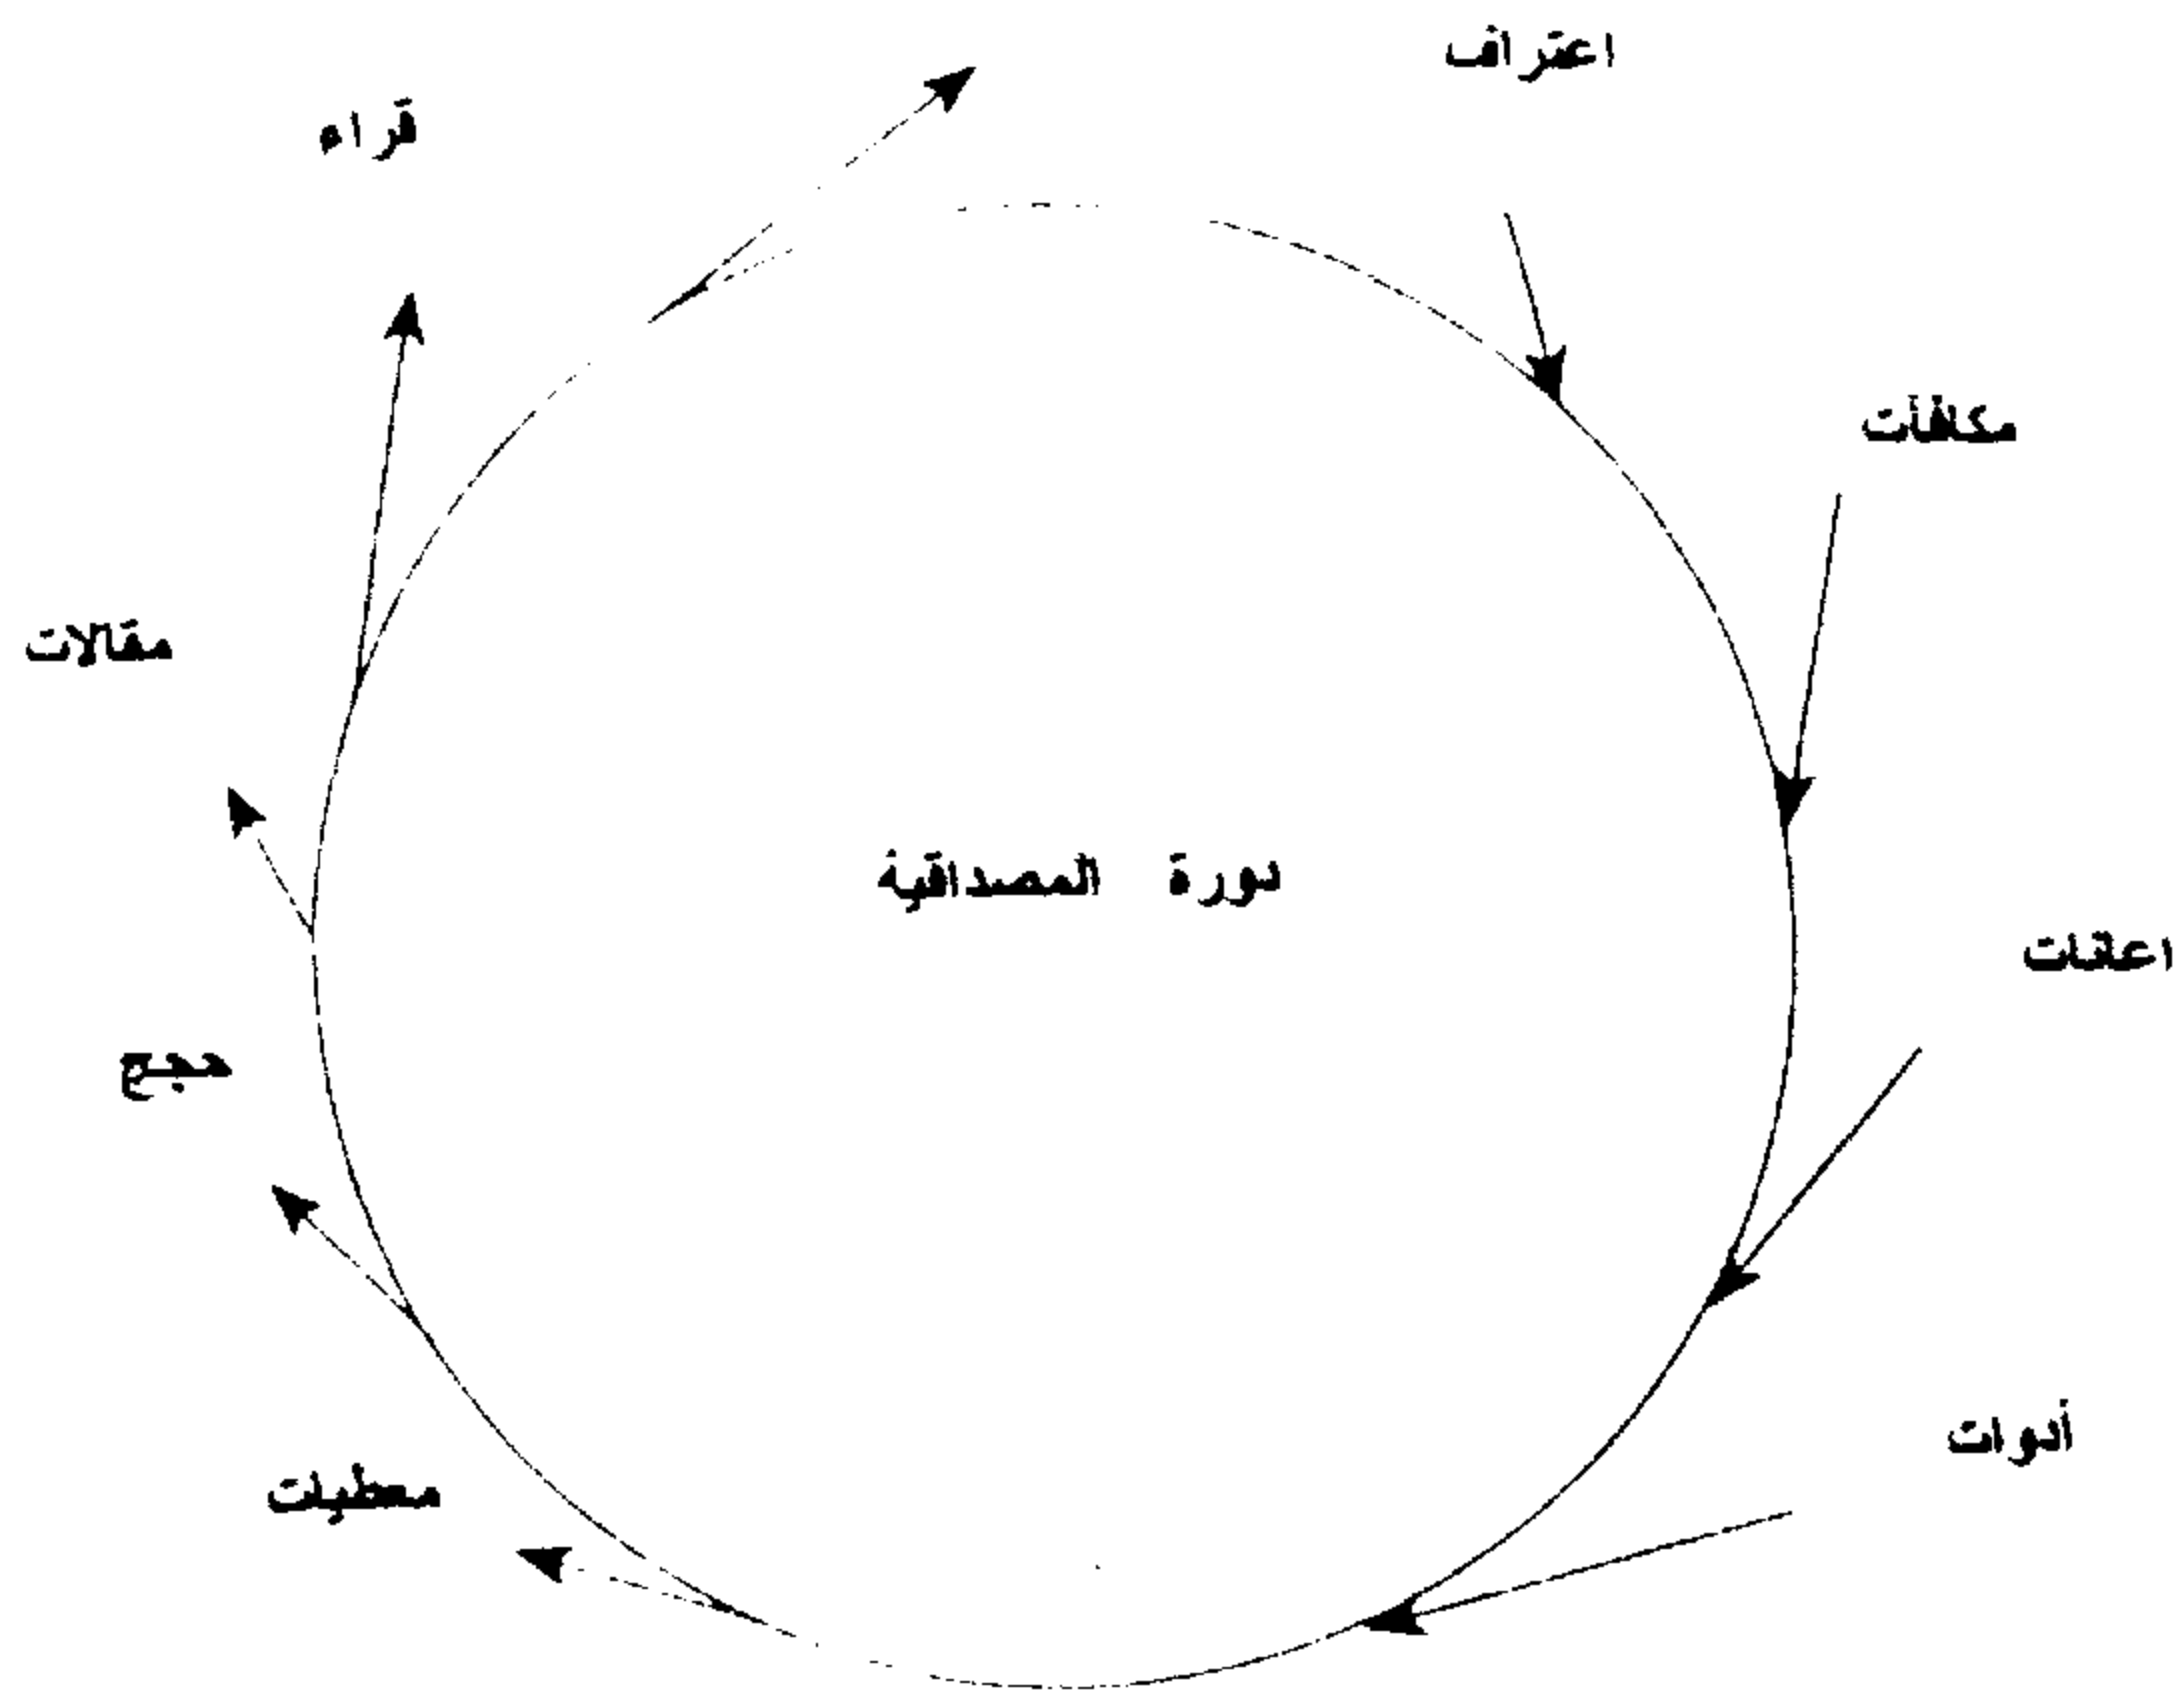 اعتراف
قراء
مكافآت
مقالات
دورة المصداقية
اعانات
حجج
أدوات
معطيات